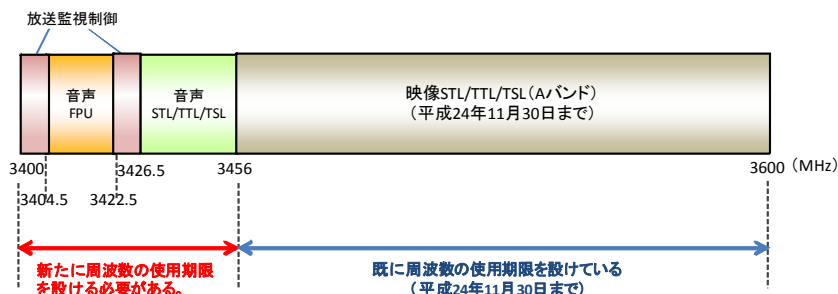 放送監視制御
音声
FPU
音声
STL/TTL/TSL
映像STL/TTL/TSL(Aバンド)
(平成24年11月30日まで)
3400
3404.5
3422.5
3426.5
3456
3600 (MHz)
新たに周波数の使用期限
を設ける必要がある。
既に周波数の使用期限を設けている
(平成24年11月30日まで)